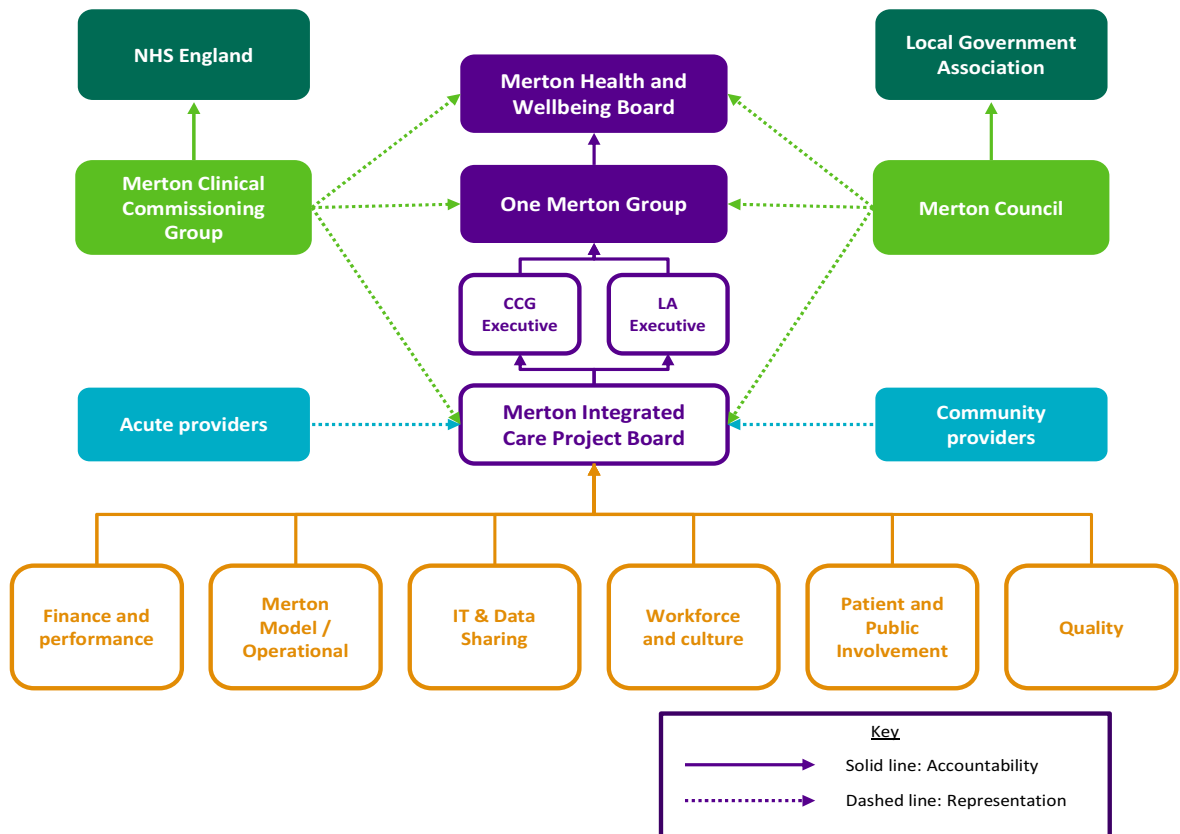 NHS England
Local Government
Association
Merton Health and
Wellbeing Board
Merton Clinical
Commissioning
Group
One Merton Group
Merton Council
CCG
Executive
LA
Executive
Acute providers
Merton Integrated
Care Project Board
Community
providers
Finance and
performance
Merton
Model /
Operational
IT & Data
Sharing
Workforce
and culture
Patient and
Public
Involvement
Quality
Key
Solid line: Accountability
Dashed line: Representation